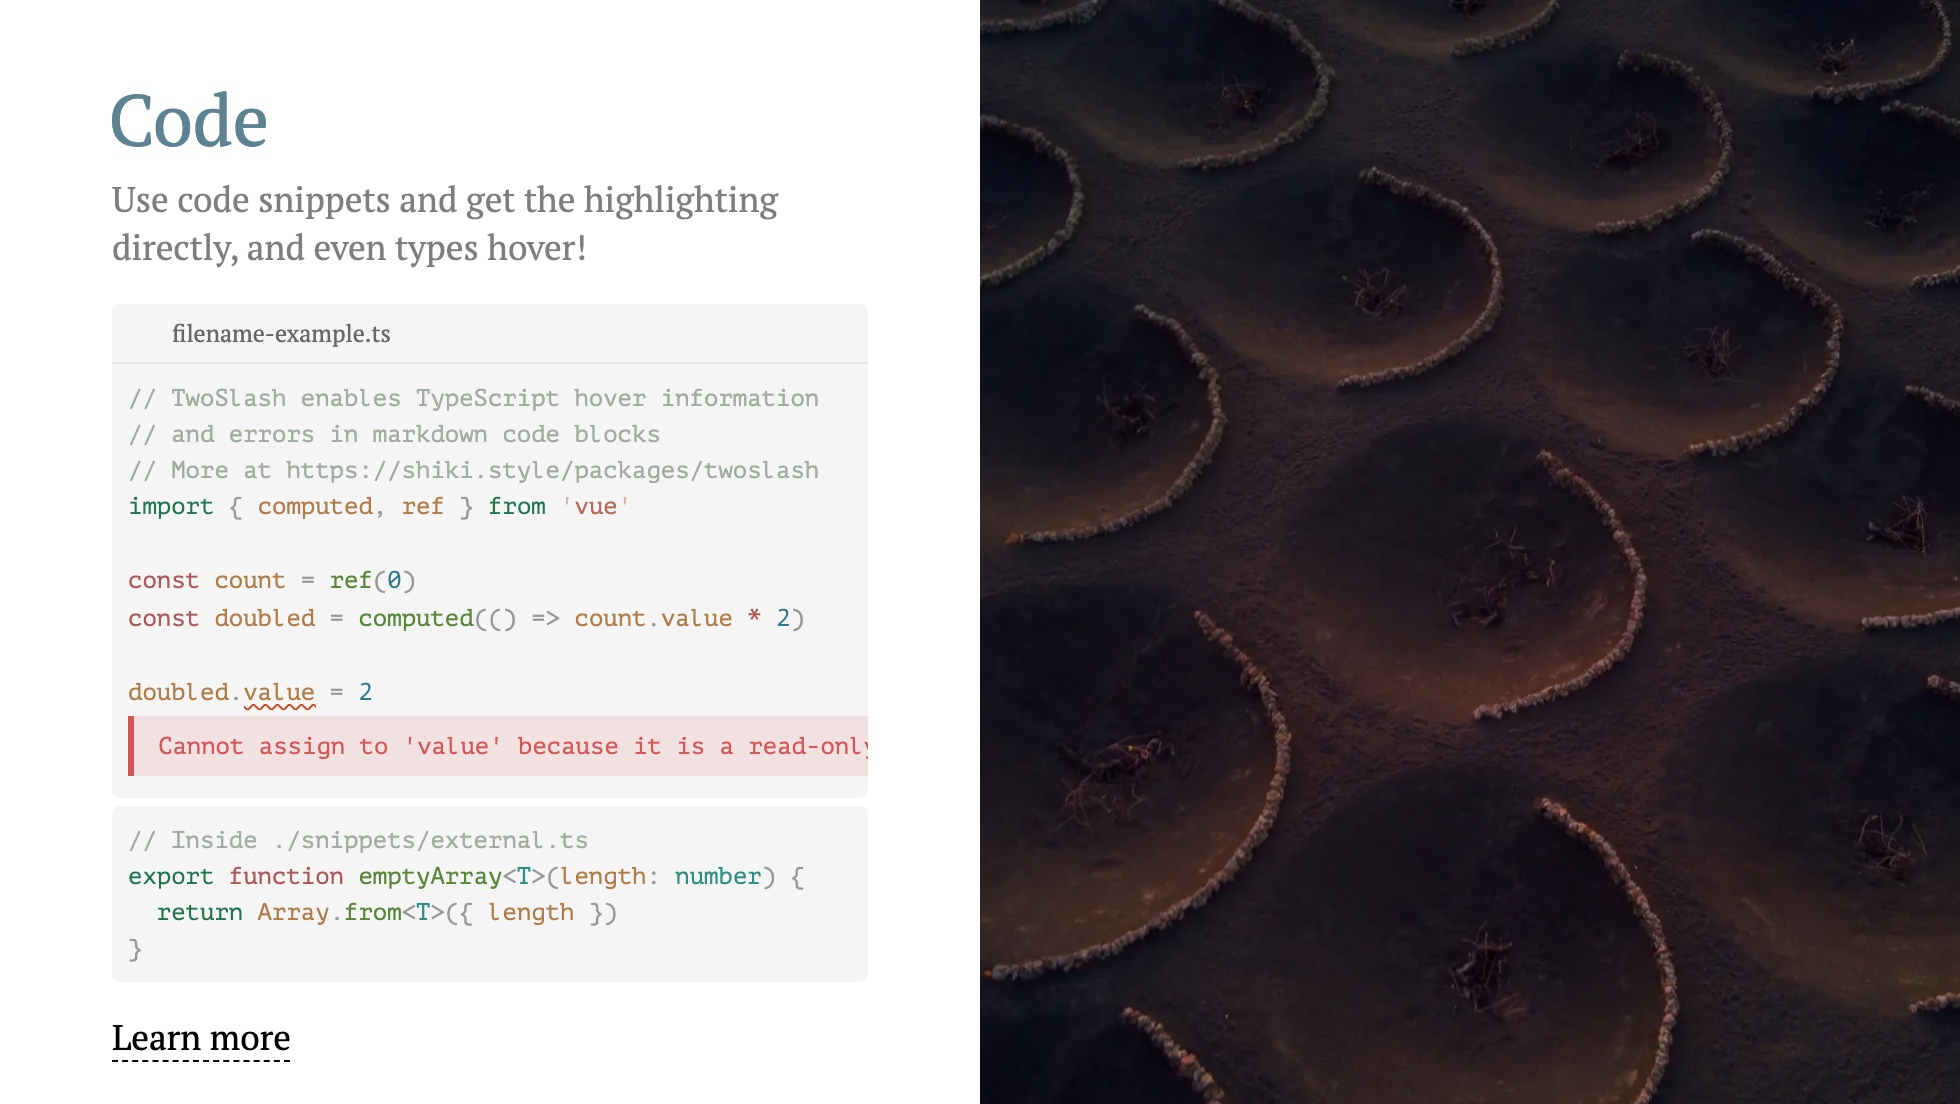 Code
Use code snippets and get the highlighting
directly, and even types hover!
filename-example.ts
// TwoSlash enables TypeScript hover information
// and errors in markdown code blocks
// More at https://shiki.style/packages/twoslash
import { computed, ref } from 'vue'
const count = ref(0)
const doubled = computed(() => count.value * 2)
doubled.value = 2
Cannot assign to 'value' because it is a read-only
// Inside ./snippets/external.ts
export function emptyArray<T>(length: number) {
  return Array.from<T>({ length })
}
Learn more